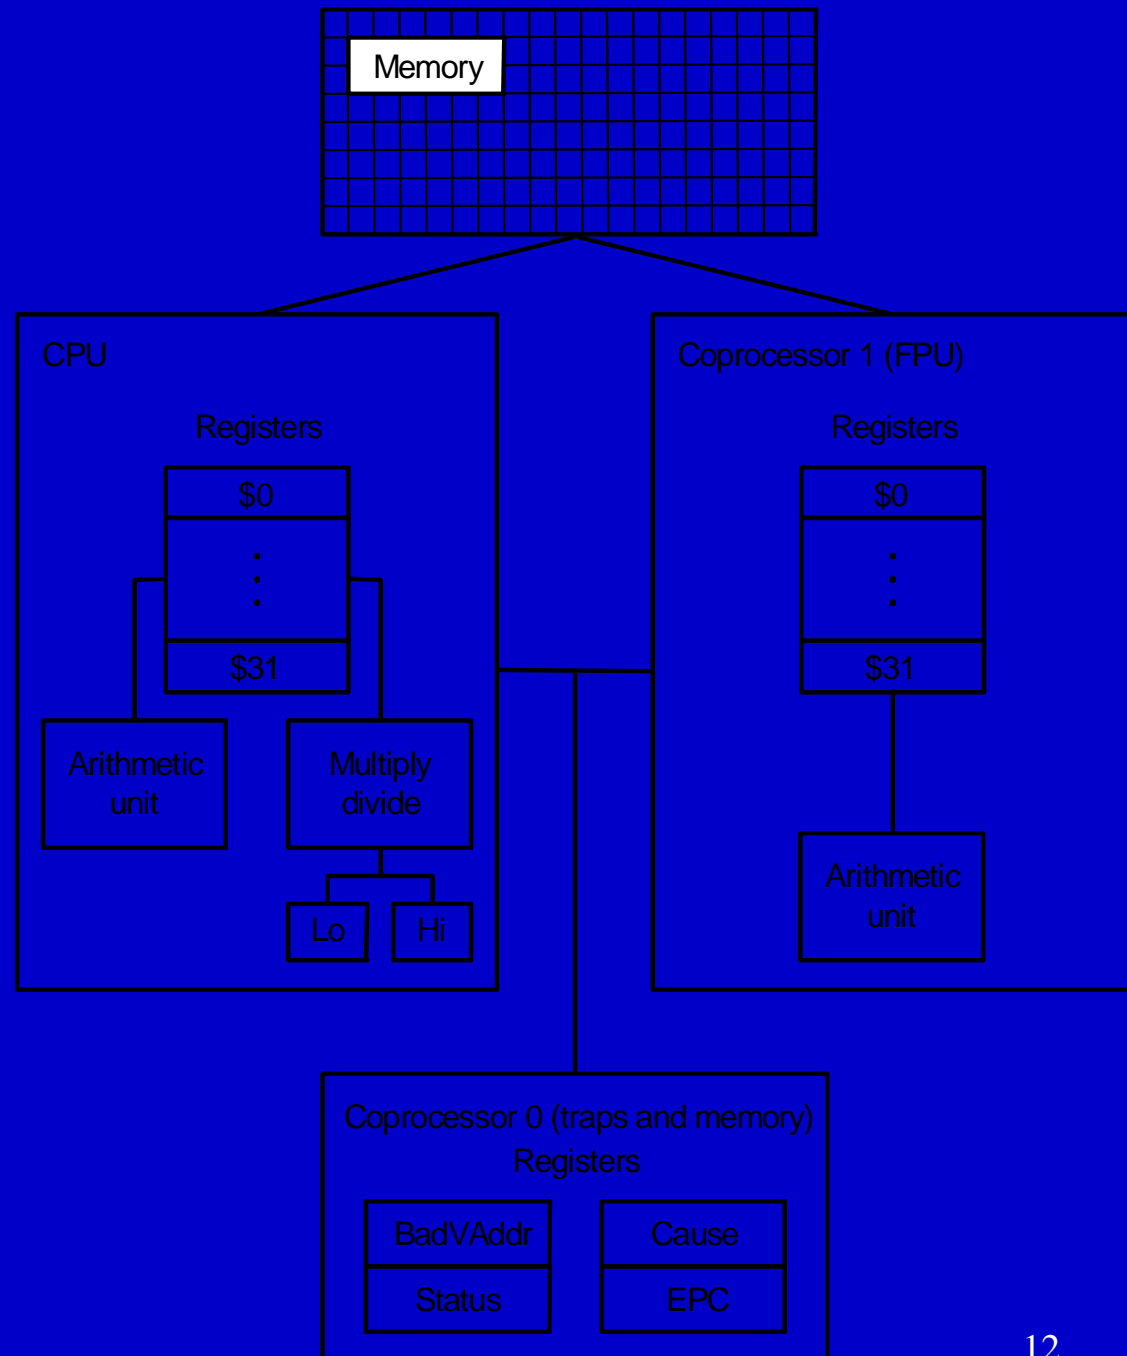 Memory
CPU
Registers
$0
$31
Arithmetic
unit
Multiply
divide
Lo
Hi
Coprocessor 1 (FPU)
Registers
$0
$31
Arithmetic
unit
Coprocessor 0 (traps and memory)
Registers
BadVAddr
Cause
Status
EPC
12